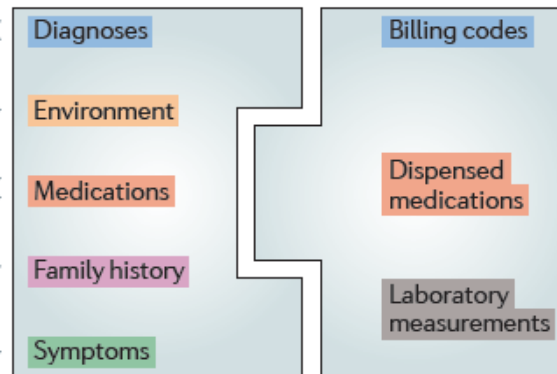 Diagnoses
Environment
Medications
Family history
Symptoms
Billing codes
Dispensed
medications
Laboratory
measurements